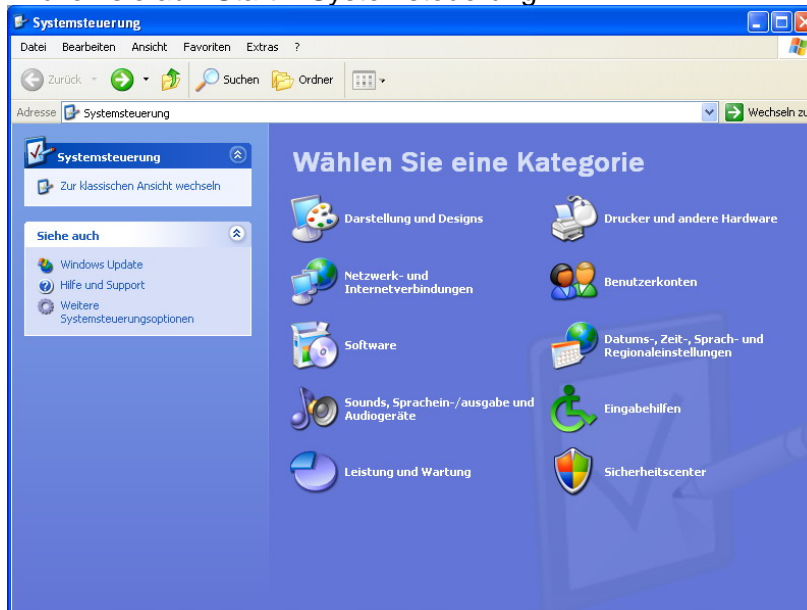 Systemsteuerung
Datei Bearbeiten Ansicht Favoriten Extras ?
Zurück Suchen Ordner
Adresse Systemsteuerung Wechseln zu
Systemsteuerung
Zur klassischen Ansicht wechseln
Siehe auch
Windows Update
Hilfe und Support
Weitere
Systemsteuerungsoptionen
Wählen Sie eine Kategorie
Darstellung und Designs
Drucker und andere Hardware
Netzwerk- und
Internetverbindungen
Benutzerkonten
Software
Datums-, Zeit-, Sprach- und
Regionaleinstellungen
Sounds, Sprachein-/ausgabe und
Audiogeräte
Eingabehilfen
Leistung und Wartung
Sicherheitscenter